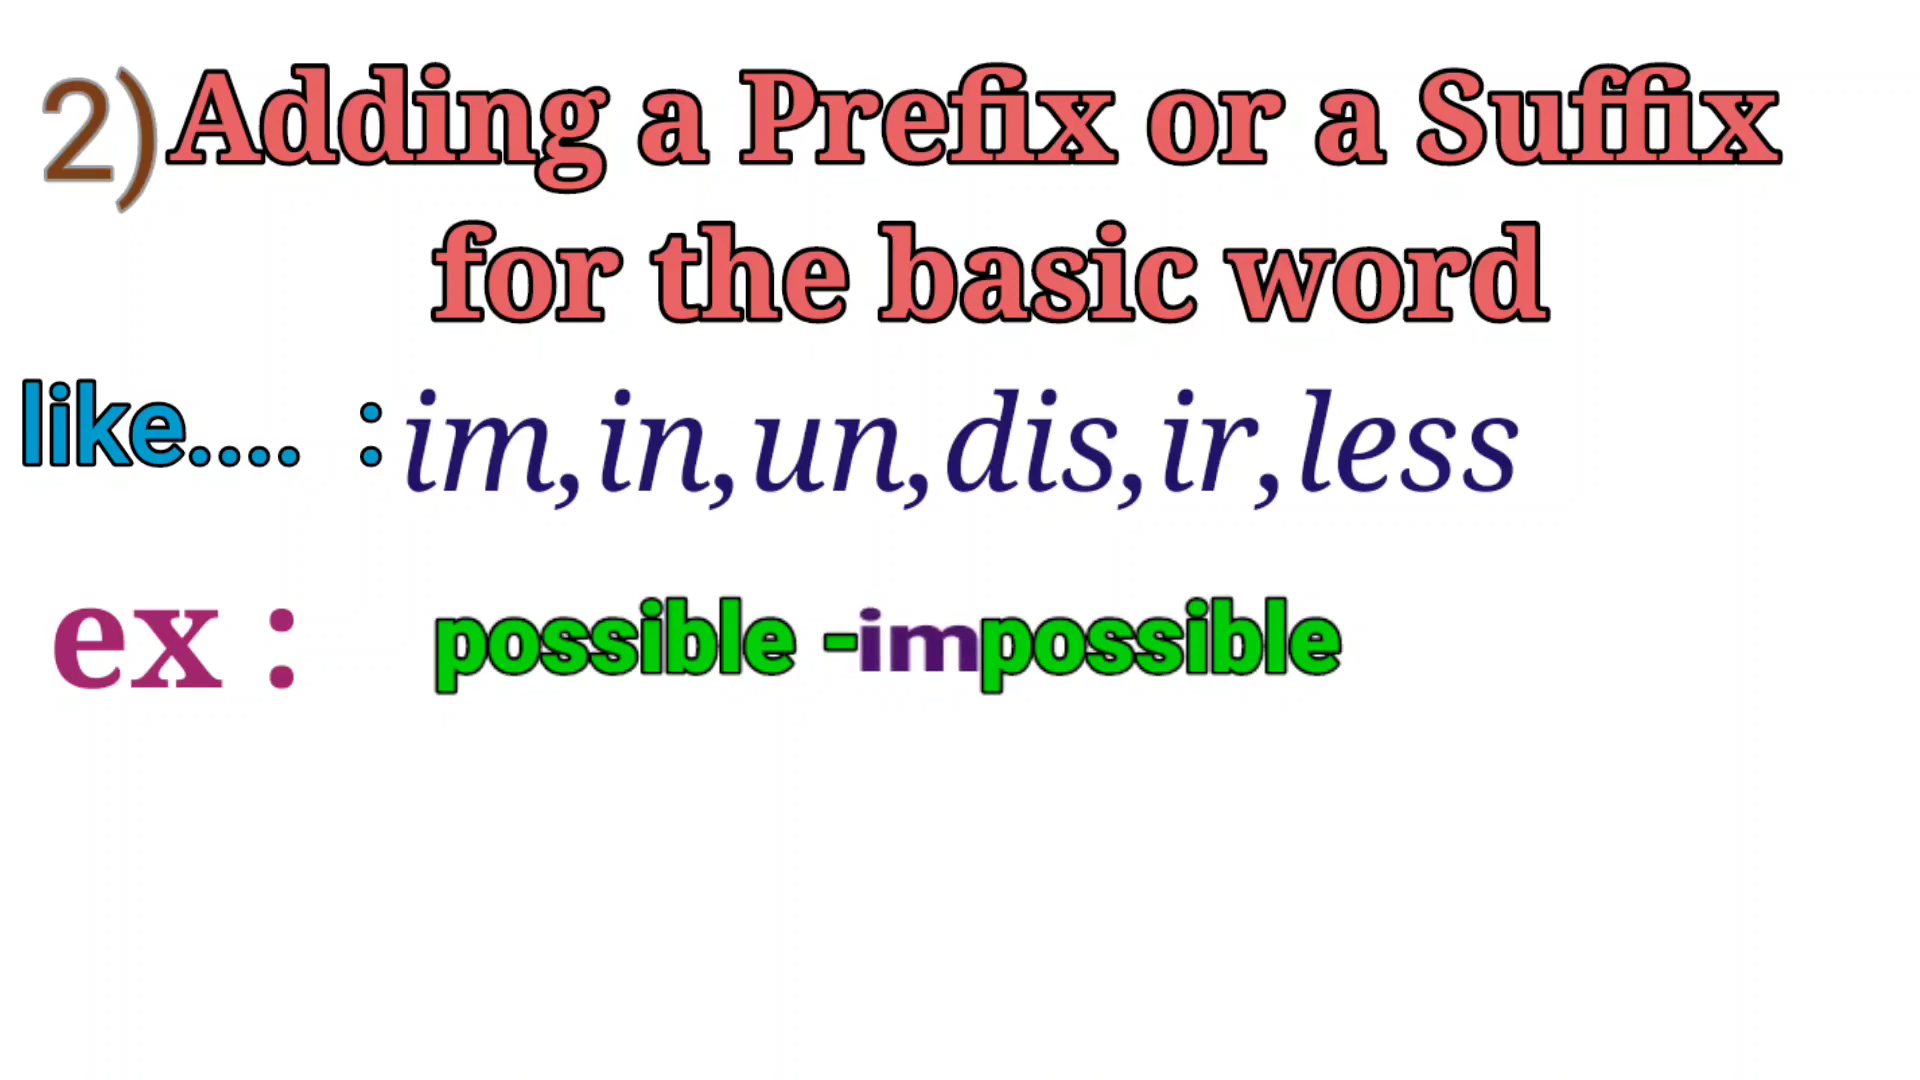 2)Adding a Prefix or a Suffix
for the basic word
like.... :im,in,un,dis,ir,less
ex : possible -impossible